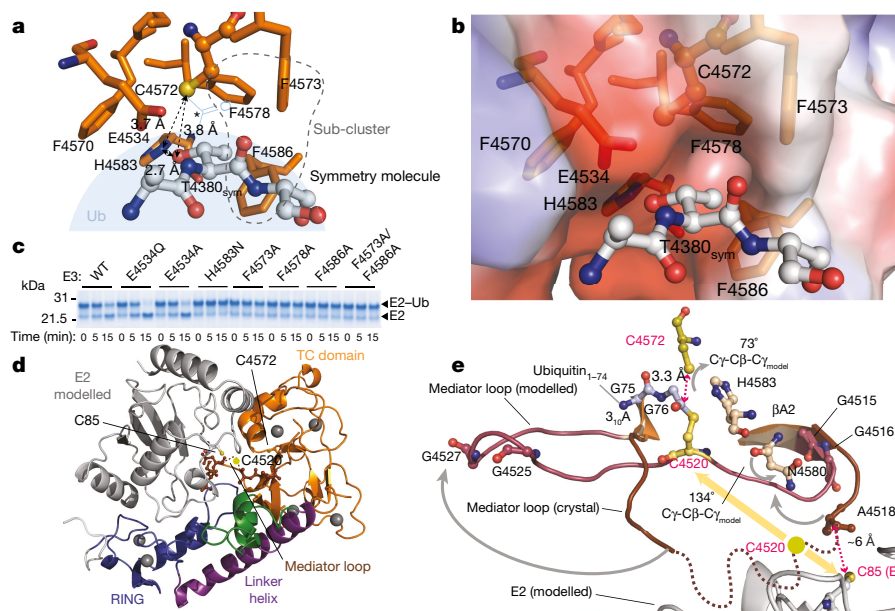 a
C4572
F4573
3.7 Å
*
F4578
E4534
3.8 Å
Sub-cluster
F4570
H4583
F4586
Symmetry molecule
2.7 Å
T4380sym
Ub
b
C4572
F4573
F4570
F4578
E4534
H4583
T4380sym
F4586
c
E3: WT E4534Q E4534A H4583N F4573A F4578A F4586A F4573A/F4586A
kDa
31
E2–Ub
21.5
E2
Time (min): 0 5 15 0 5 15 0 5 15 0 5 15 0 5 15 0 5 15 0 5 15 0 5 15
d
C4572
TC domain
E2 modelled
C85
C4520
Mediator loop
Linker helix
RING
e
C4572
73°
Cγ-Cβ-Cγmodel
Ubiquitin1–74
G75
3.3 Å
H4583
Mediator loop (modelled)
G76
310A
βA2
G4515
G4516
G4527
G4525
C4520
N4580
134°
Cγ-Cβ-Cγmodel
Mediator loop (crystal)
A4518
~6 Å
C4520
C85 (E
E2 (modelled)